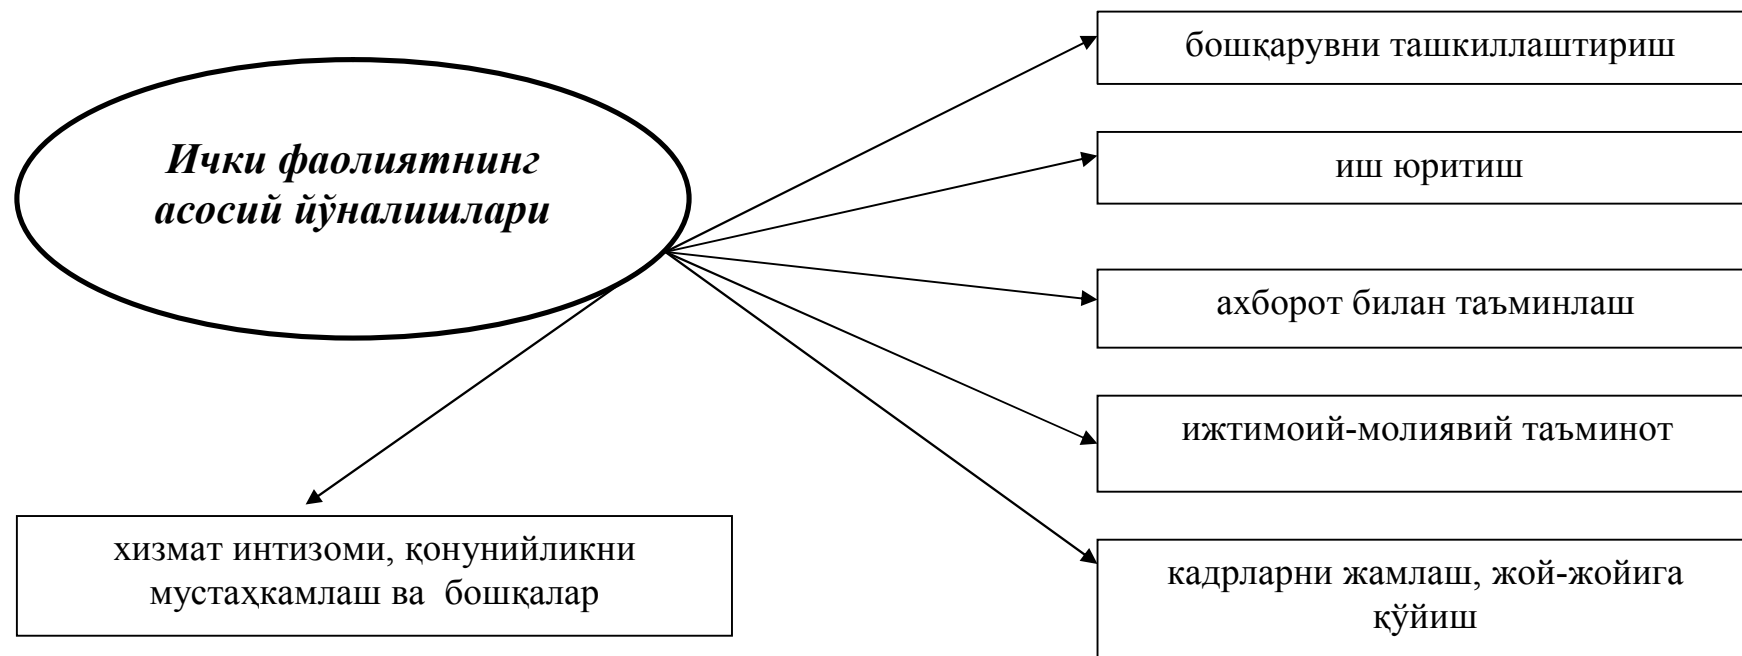 Ички фаолиятнинг
асосий йўналишлари
бошқарувни ташкиллаштириш
иш юритиш
ахборот билан таъминлаш
ижтимоий-молиявий таъминот
кадрларни жамлаш, жой-жойига
қўйиш
хизмат интизоми, қонунийликни
мустаҳкамлаш ва бошқалар